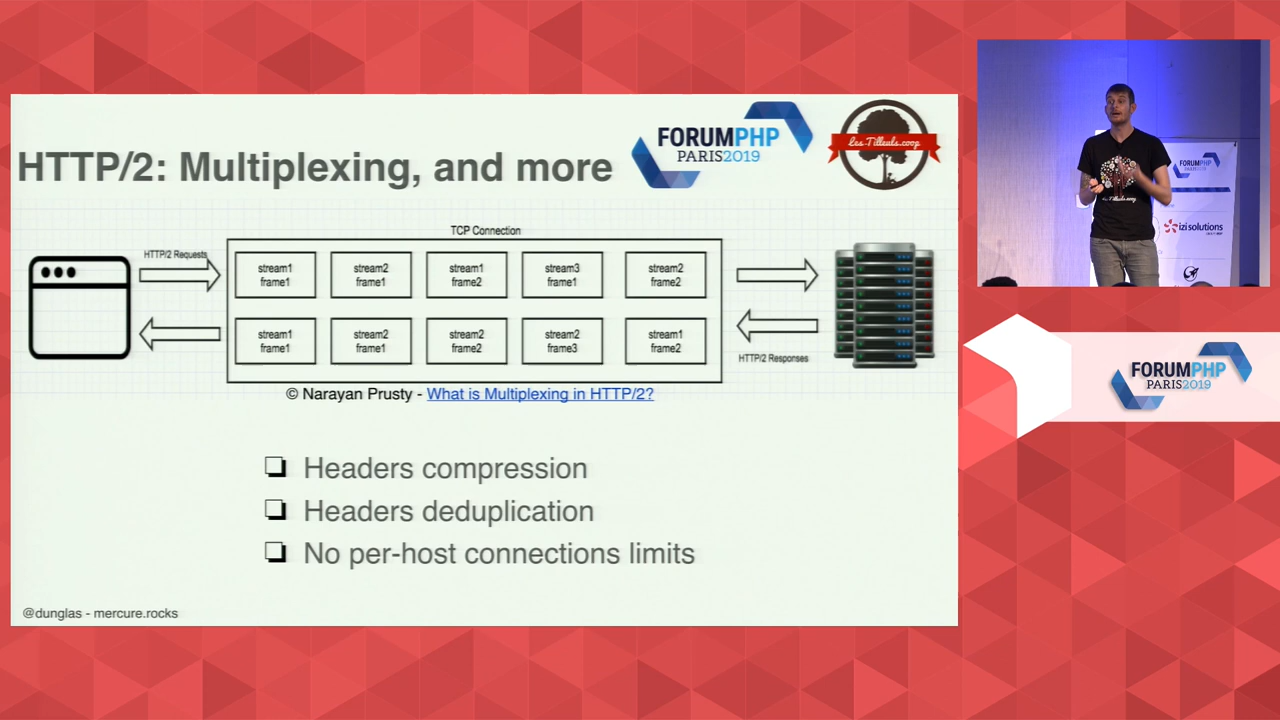 HTTP/2: Multiplexing, and more
FORUMPHP
PARIS2019
Les-Tilleuls.coop
TCP Connection
HTTP/2 Requests
stream1
frame1
stream2
frame1
stream1
frame2
stream3
frame1
stream2
frame2
stream1
frame1
stream2
frame1
stream2
frame2
stream2
frame3
stream1
frame2
HTTP/2 Responses
© Narayan Prusty - What is Multiplexing in HTTP/2?
Headers compression
Headers deduplication
No per-host connections limits
@dunglas - mercure.rocks
FORUMPHP
izi solutions
FORUMPHP
PARIS2019